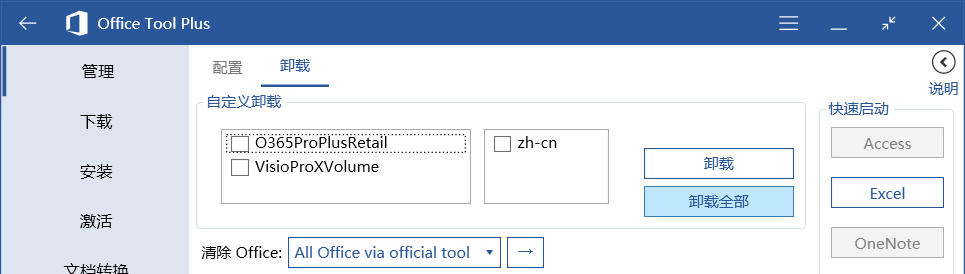 Office Tool Plus
管理
下载
安装
激活
文档转换
配置
卸载
自定义卸载
O365ProPlusRetail
VisioProXVolume
zh-cn
卸载
卸载全部
清除 Office:
All Office via official tool
→
说明
快速启动
Access
Excel
OneNote